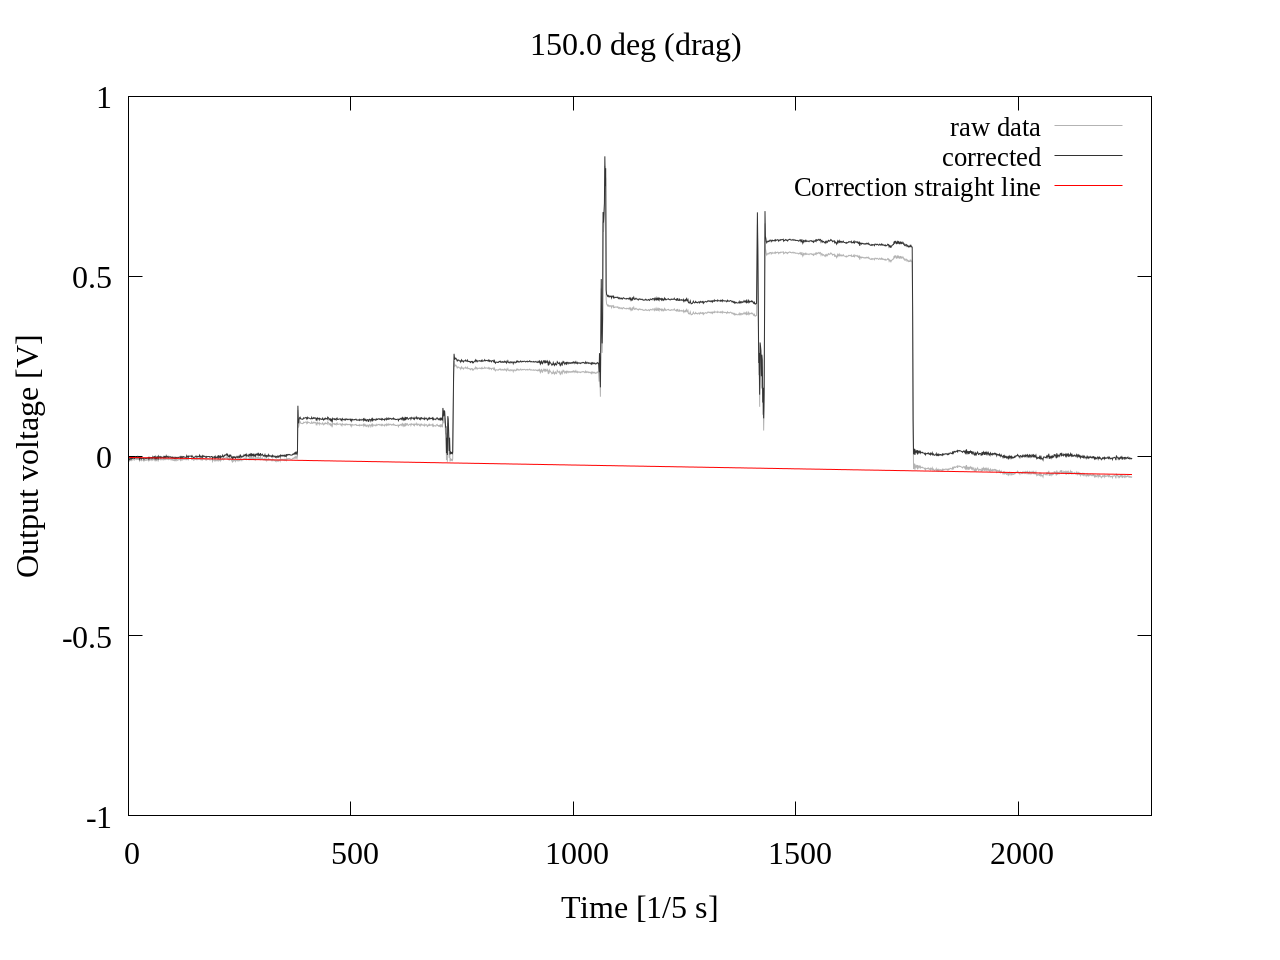 150.0 deg (drag)
1
0.5
0
-0.5
-1
Output voltage [V]
raw data
corrected
Correction straight line
0 500 1000 1500 2000
Time [1/5 s]